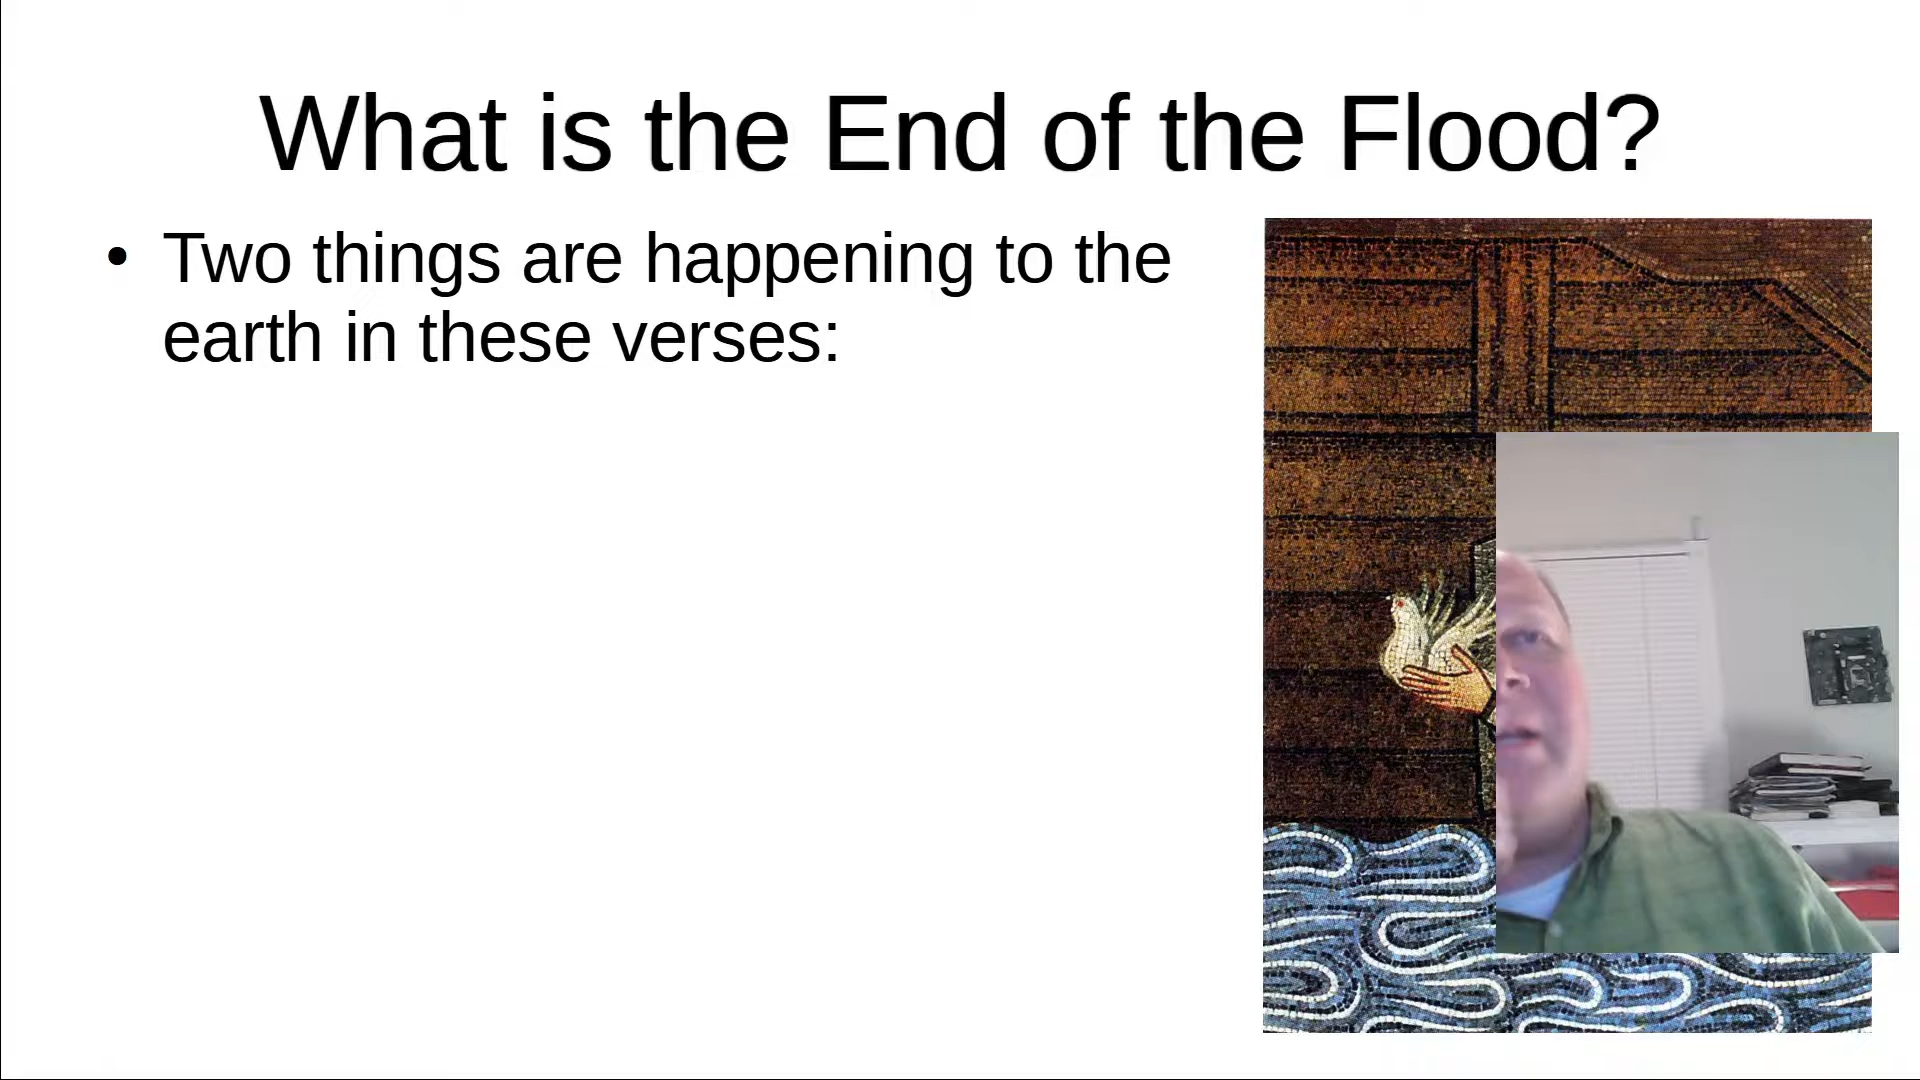 What is the End of the Flood?
• Two things are happening to the
earth in these verses: